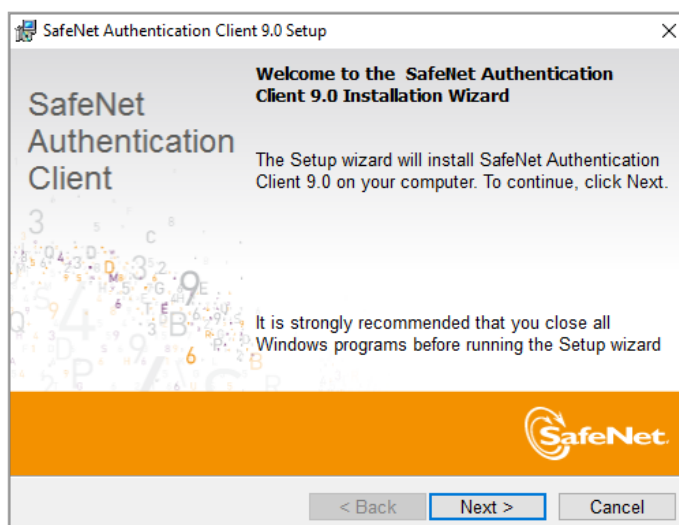 SafeNet Authentication Client 9.0 Setup
SafeNet
Authentication
Client
Welcome to the SafeNet Authentication
Client 9.0 Installation Wizard
The Setup wizard will install SafeNet Authentication
Client 9.0 on your computer. To continue, click Next.
It is strongly recommended that you close all
Windows programs before running the Setup wizard
SafeNet.
< Back
Next >
Cancel